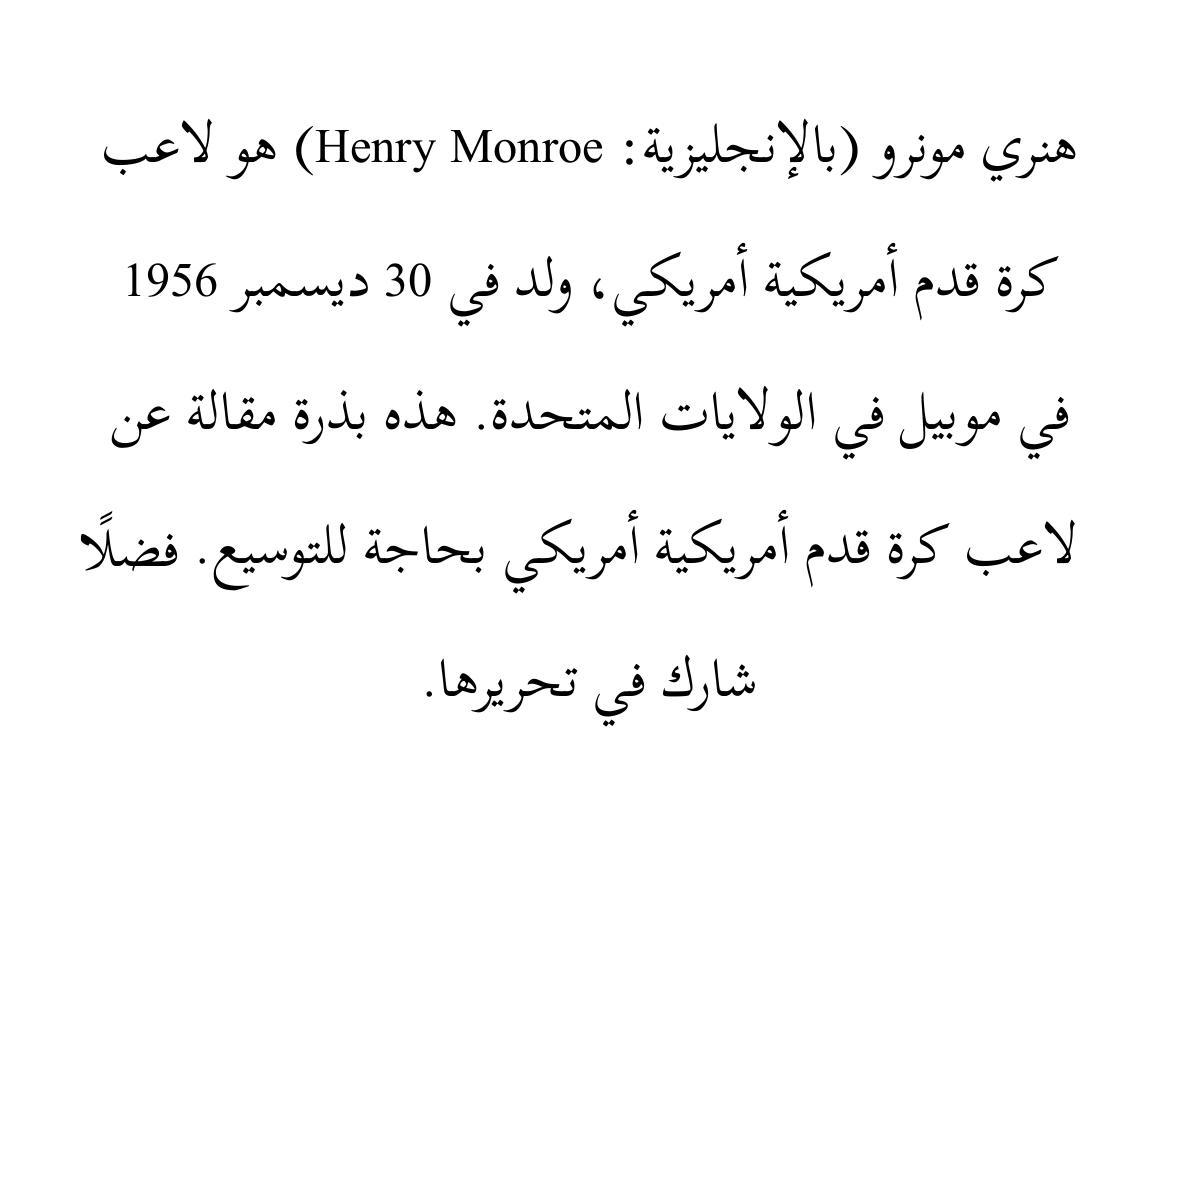 هنري مونرو (بالإنجليزية: Henry Monroe) هو لاعب
كرة قدم أمريكية أمريكي، ولد في 30 ديسمبر 1956
في موبيل في الولايات المتحدة. هذه بذرة مقالة عن
لاعب كرة قدم أمريكية أمريكي بحاجة للتوسيع. فضلًا
شارك في تحريرها.